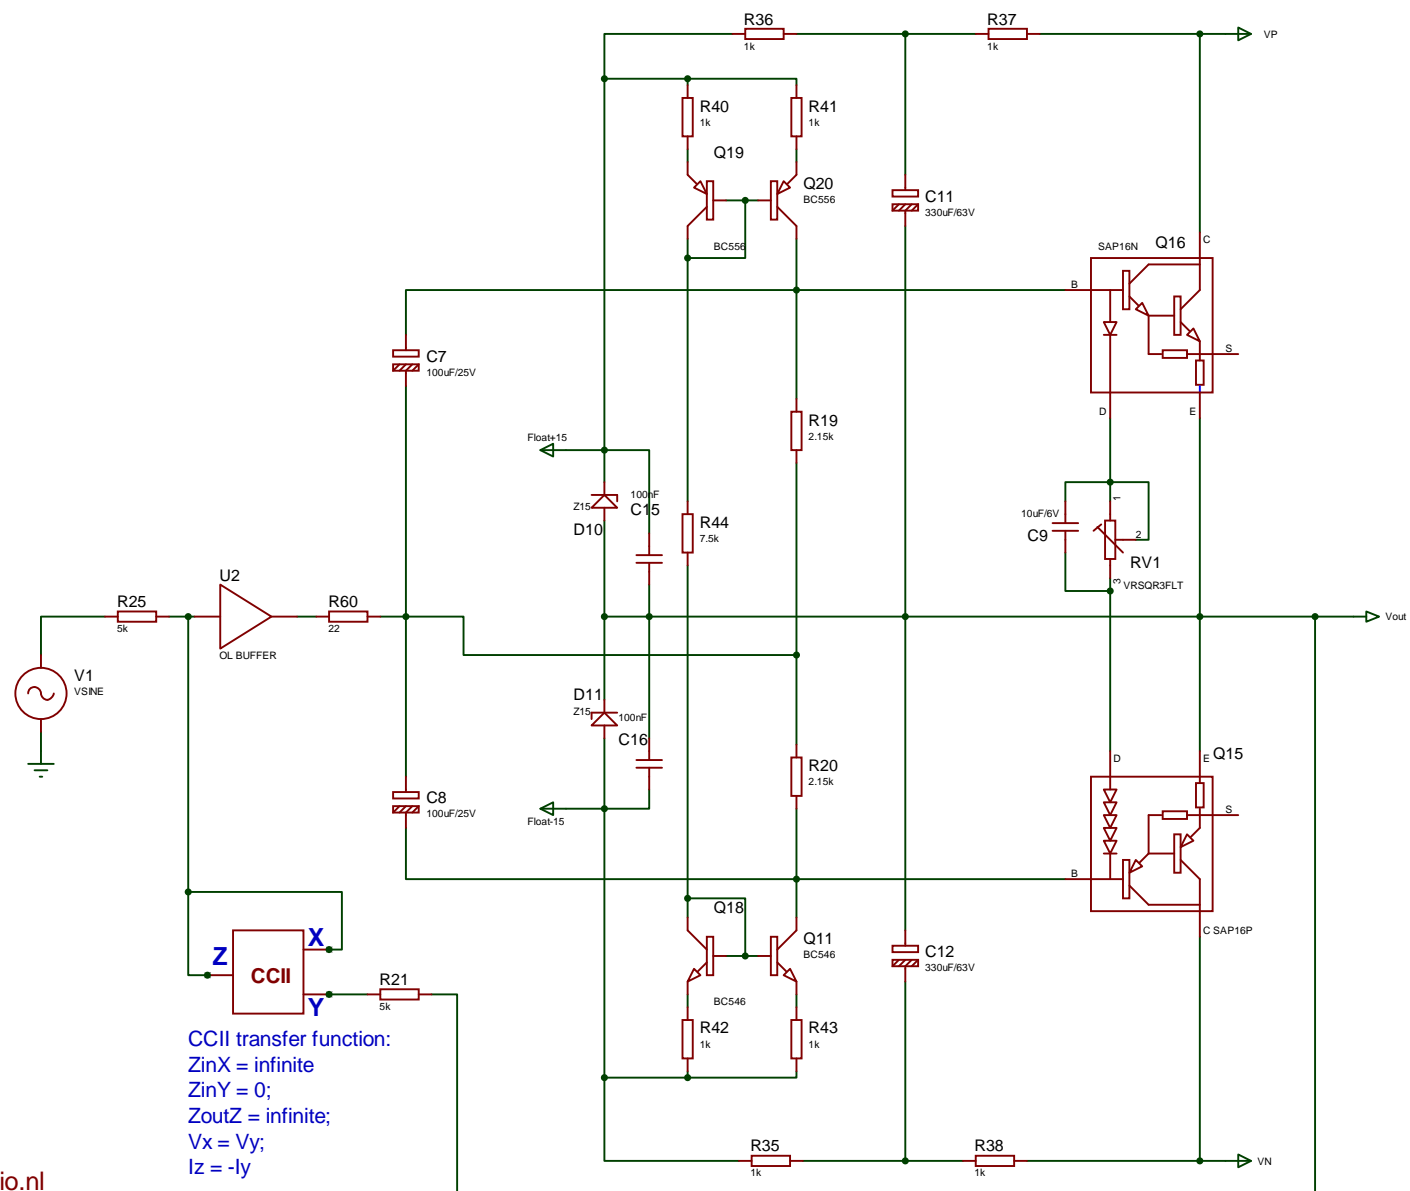 R36
1k
R37
1k
VP
R40
1k
R41
1k
Q19
Q20
BC556
BC556
C11
330uF/63V
SAP16N
Q16
C
B
S
D
E
C7
100uF/25V
R19
2.15k
Float+15
100nF
C15
Z15
D10
R44
7.5k
10uF/6V
C9
1
2
3
RV1
VRSQR3FLT
R25
5k
U2
OL BUFFER
R60
22
Vout
V1
VSINE
D11
Z15
100nF
C16
R20
2.15k
D
E
Q15
S
C8
100uF/25V
Float-15
B
C SAP16P
Q18
Q11
BC546
BC546
C12
330uF/63V
X
Z
CCII
Y
R21
5k
R42
1k
R43
1k
CCII transfer function:
ZinX = infinite
ZinY = 0;
ZoutZ = infinite;
Vx = Vy;
Iz = -Iy
R35
1k
R38
1k
VN
io.nl